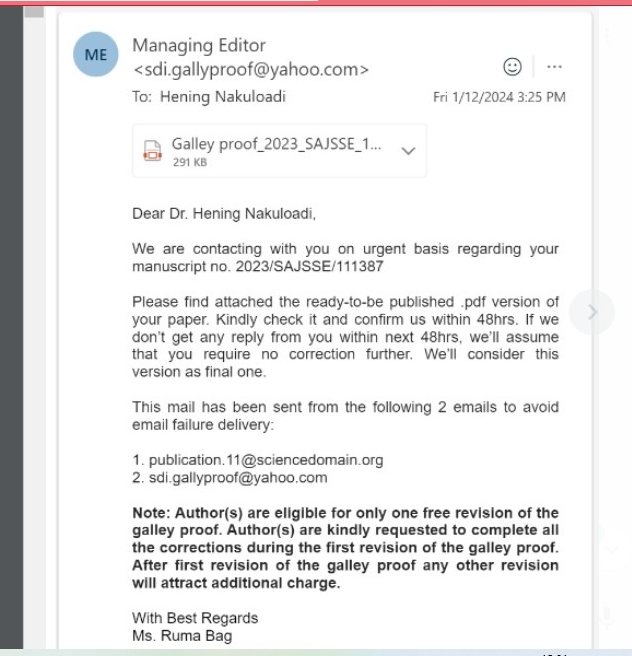 ME
Managing Editor
<sdi.gallyproof@yahoo.com>
To: Hening Nakuloadi
Fri 1/12/2024 3:25 PM
Galley proof_2023_SAJSSE_1...
291 KB
Dear Dr. Hening Nakuloadi,
We are contacting with you on urgent basis regarding your
manuscript no. 2023/SAJSSE/111387
Please find attached the ready-to-be published .pdf version of
your paper. Kindly check it and confirm us within 48hrs. If we
don't get any reply from you within next 48hrs, we'll assume
that you require no correction further. We'll consider this
version as final one.
This mail has been sent from the following 2 emails to avoid
email failure delivery:
1. publication.11@sciencedomain.org
2. sdi.gallyproof@yahoo.com
Note: Author(s) are eligible for only one free revision of the
galley proof. Author(s) are kindly requested to complete all
the corrections during the first revision of the galley proof.
After first revision of the galley proof any other revision
will attract additional charge.
With Best Regards
Ms. Ruma Bag